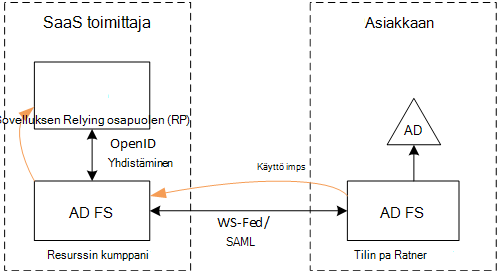 SaaS toimittaja
Asiakkaan
ovelluksen Relying osapuolen (RP)
AD
OpenID
Yhdistäminen
Käyttö imps
AD FS
WS-Fed/
SAML
AD FS
Resurssin kumppani
Tilin pa Ratner